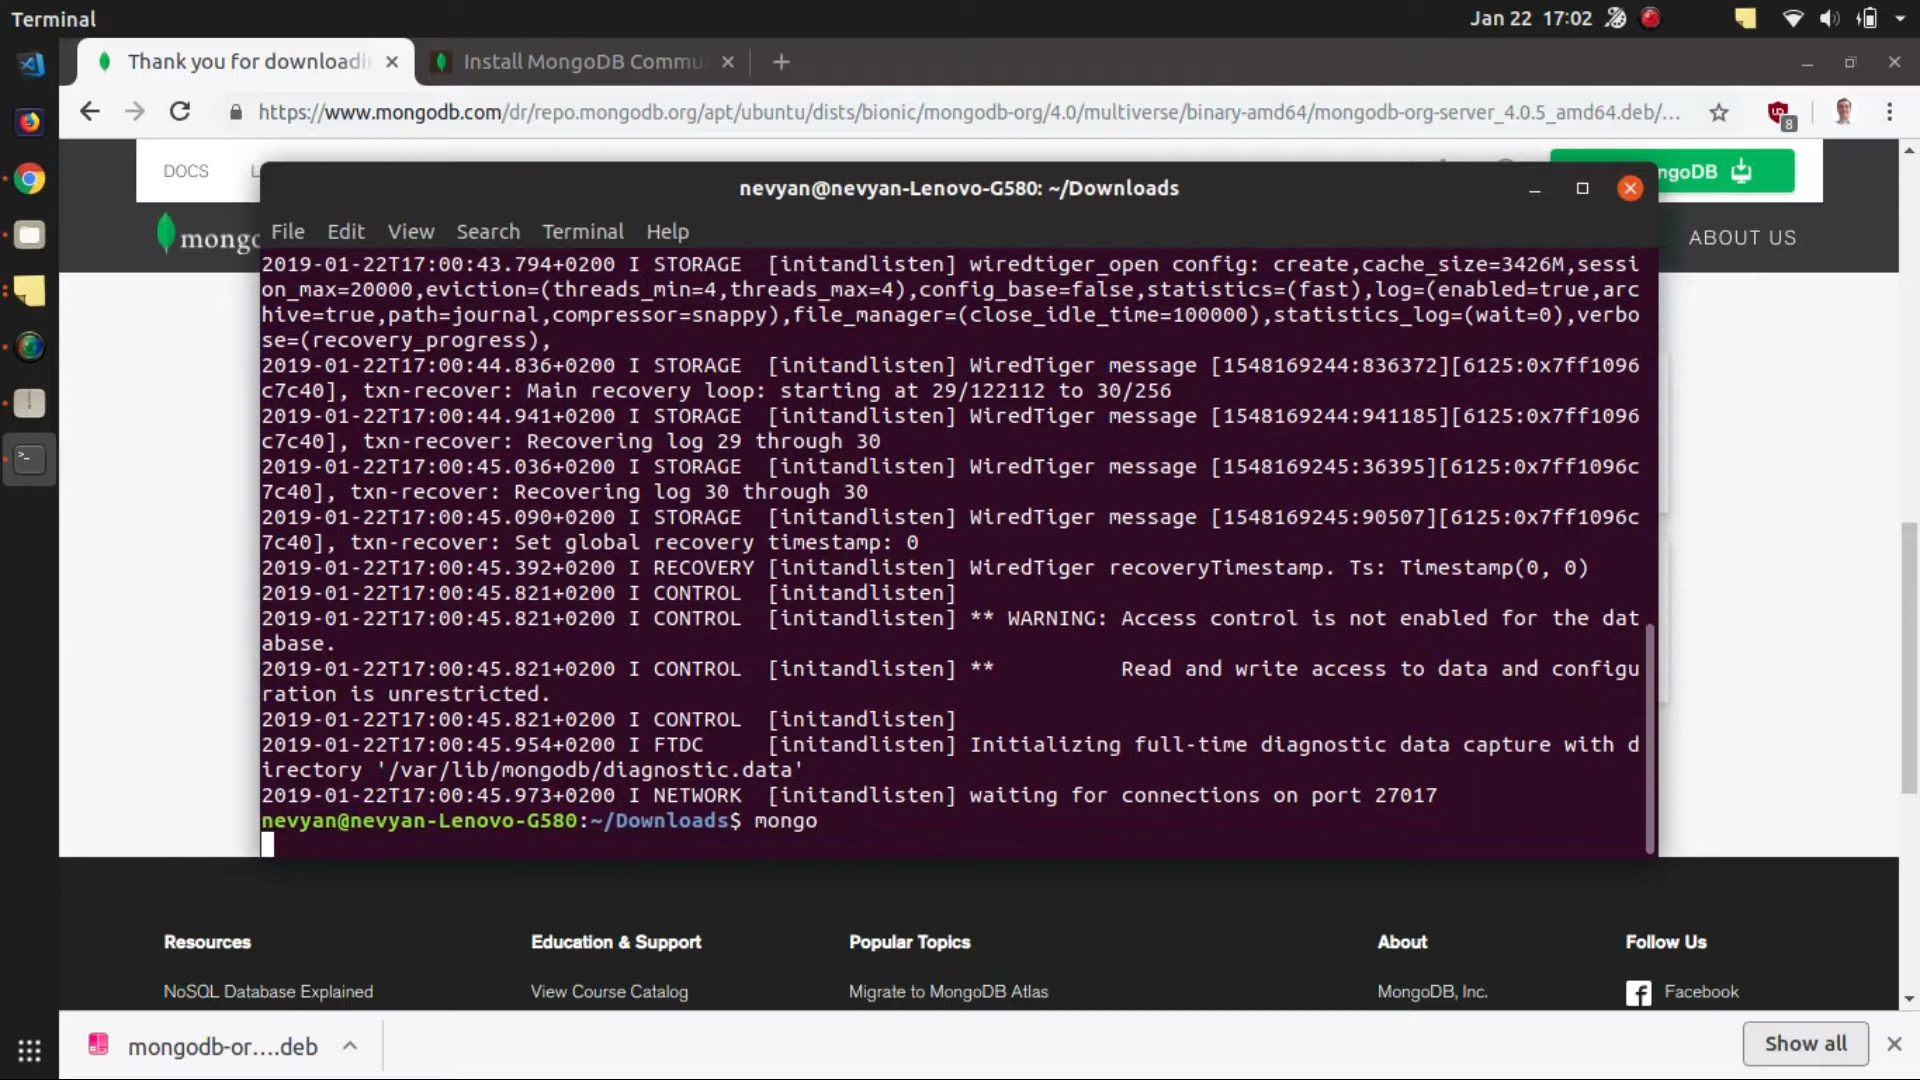 Terminal
Jan 22 17:02
Thank you for downloadi
Install MongoDB Commu
https://www.mongodb.com/dr/repo.mongodb.org/apt/ubuntu/dists/bionic/mongodb-org/4.0/multiverse/binary-amd64/mongodb-org-server_4.0.5_amd64.deb/...
8
DOCS
ngoDB
mongo
ABOUT US
nevyan@nevyan-Lenovo-G580: ~/Downloads
File Edit View Search Terminal Help
2019-01-22T17:00:43.794+0200 I STORAGE [initandlisten] wiredtiger_open config: create,cache_size=3426M,sessi
on_max=20000,eviction=(threads_min=4,threads_max=4),config_base=false,statistics=(fast),log=(enabled=true,arc
hive=true,path=journal,compressor=snappy),file_manager=(close_idle_time=100000),statistics_log=(wait=0),verbo
se=(recovery_progress),
2019-01-22T17:00:44.836+0200 I STORAGE [initandlisten] WiredTiger message [1548169244:836372][6125:0x7ff1096
c7c40], txn-recover: Main recovery loop: starting at 29/122112 to 30/256
2019-01-22T17:00:44.941+0200 I STORAGE [initandlisten] WiredTiger message [1548169244:941185][6125:0x7ff1096
c7c40], txn-recover: Recovering log 29 through 30
2019-01-22T17:00:45.036+0200 I STORAGE [initandlisten] WiredTiger message [1548169245:36395][6125:0x7ff1096c
7c40], txn-recover: Recovering log 30 through 30
2019-01-22T17:00:45.090+0200 I STORAGE [initandlisten] WiredTiger message [1548169245:90507][6125:0x7ff1096c
7c40], txn-recover: Set global recovery timestamp: 0
2019-01-22T17:00:45.392+0200 I RECOVERY [initandlisten] WiredTiger recoveryTimestamp. Ts: Timestamp(0, 0)
2019-01-22T17:00:45.821+0200 I CONTROL [initandlisten]
2019-01-22T17:00:45.821+0200 I CONTROL [initandlisten] ** WARNING: Access control is not enabled for the dat
abase.
2019-01-22T17:00:45.821+0200 I CONTROL [initandlisten] ** Read and write access to data and configu
ration is unrestricted.
2019-01-22T17:00:45.821+0200 I CONTROL [initandlisten]
2019-01-22T17:00:45.954+0200 I FTDC [initandlisten] Initializing full-time diagnostic data capture with d
irectory '/var/lib/mongodb/diagnostic.data'
2019-01-22T17:00:45.973+0200 I NETWORK [initandlisten] waiting for connections on port 27017
nevyan@nevyan-Lenovo-G580:~/Downloads$ mongo
Resources Education & Support Popular Topics About Follow Us
NoSQL Database Explained View Course Catalog Migrate to MongoDB Atlas MongoDB, Inc. Facebook
mongodb-or....deb
Show all